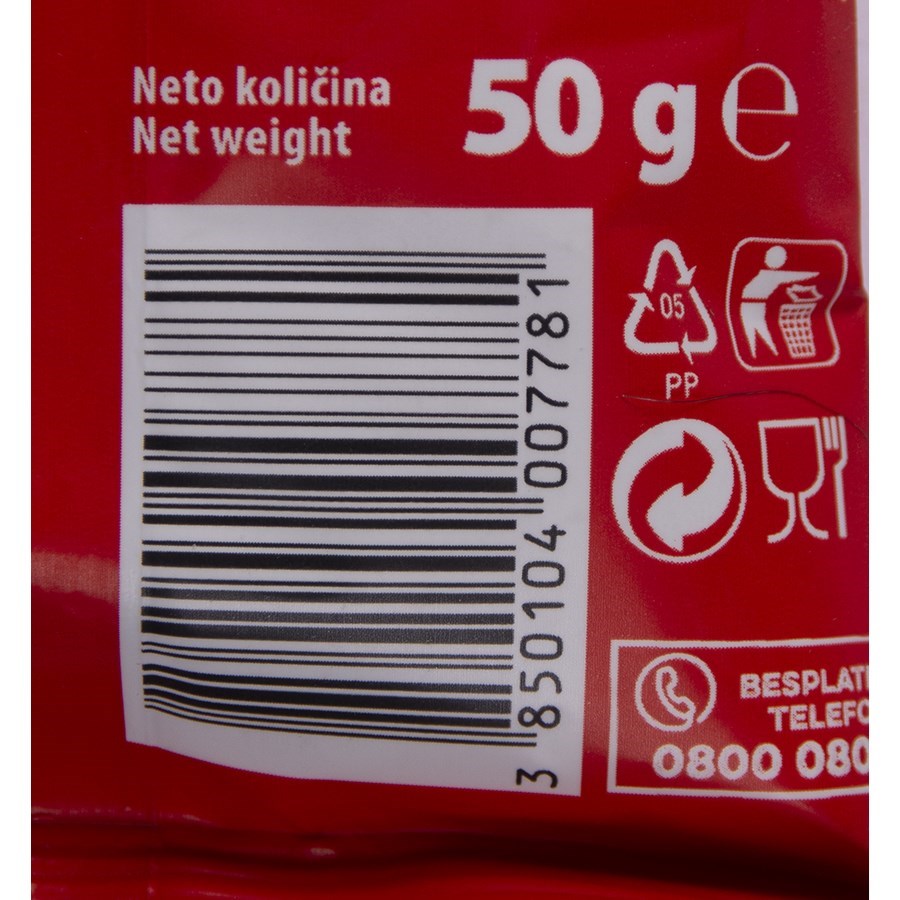 Neto količina
Net weight
50 g e
3 850104 007781
05
PP
BESPLAT
TELEFO
0800 080